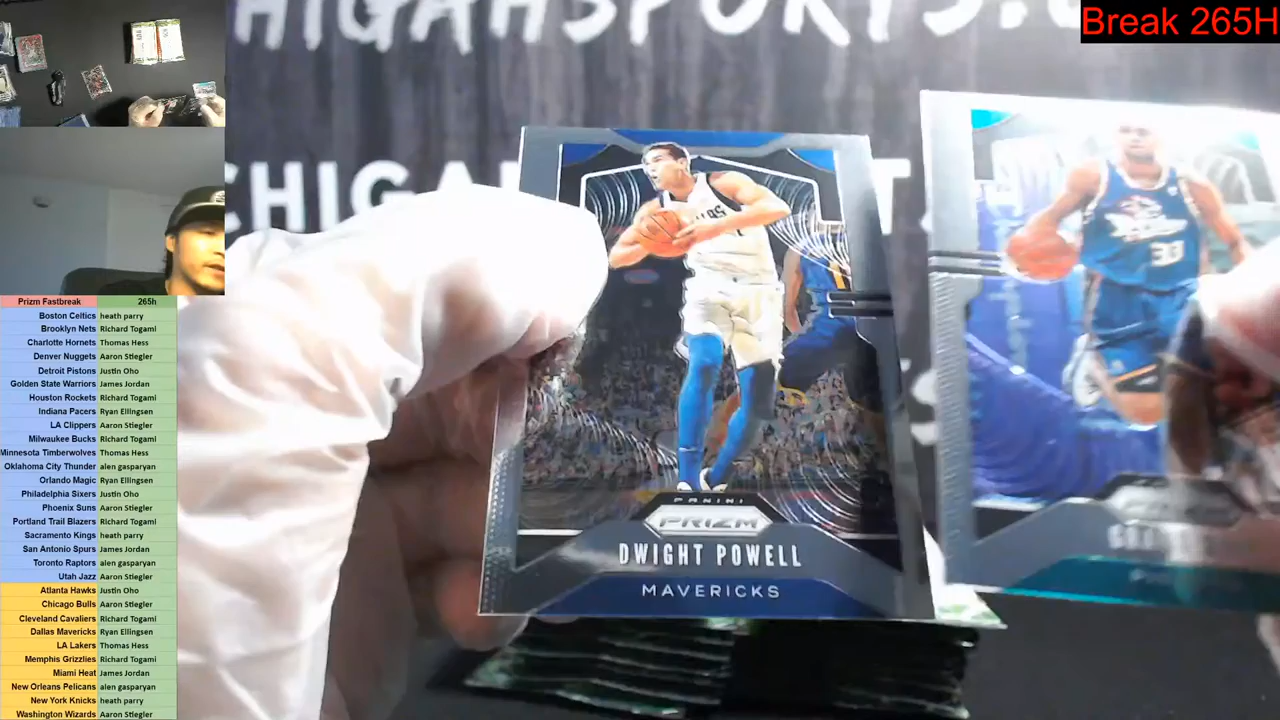 HIGAHSPORTS.
Break 265H
CHIGAH
Prizm Fastbreak 265h
Boston Celtics heath parry
Brooklyn Nets Richard Togami
Charlotte Hornets Thomas Hess
Denver Nuggets Aaron Stiegler
Detroit Pistons Justin Oho
Golden State Warriors James Jordan
Houston Rockets Richard Togami
Indiana Pacers Ryan Ellingsen
LA Clippers Aaron Stiegler
Milwaukee Bucks Richard Togami
Minnesota Timberwolves Thomas Hess
Oklahoma City Thunder alen gasparyan
Orlando Magic Ryan Ellingsen
Philadelphia Sixers Justin Oho
Phoenix Suns Aaron Stiegler
Portland Trail Blazers Richard Togami
Sacramento Kings heath parry
San Antonio Spurs James Jordan
Toronto Raptors alen gasparyan
Utah Jazz Aaron Stiegler
Atlanta Hawks Justin Oho
Chicago Bulls Aaron Stiegler
Cleveland Cavaliers Richard Togami
Dallas Mavericks Ryan Ellingsen
LA Lakers Thomas Hess
Memphis Grizzlies Richard Togami
Miami Heat James Jordan
New Orleans Pelicans alen gasparyan
New York Knicks heath parry
Washington Wizards Aaron Stiegler
33
PANINI
PRIZM
DWIGHT POWELL
MAVERICKS